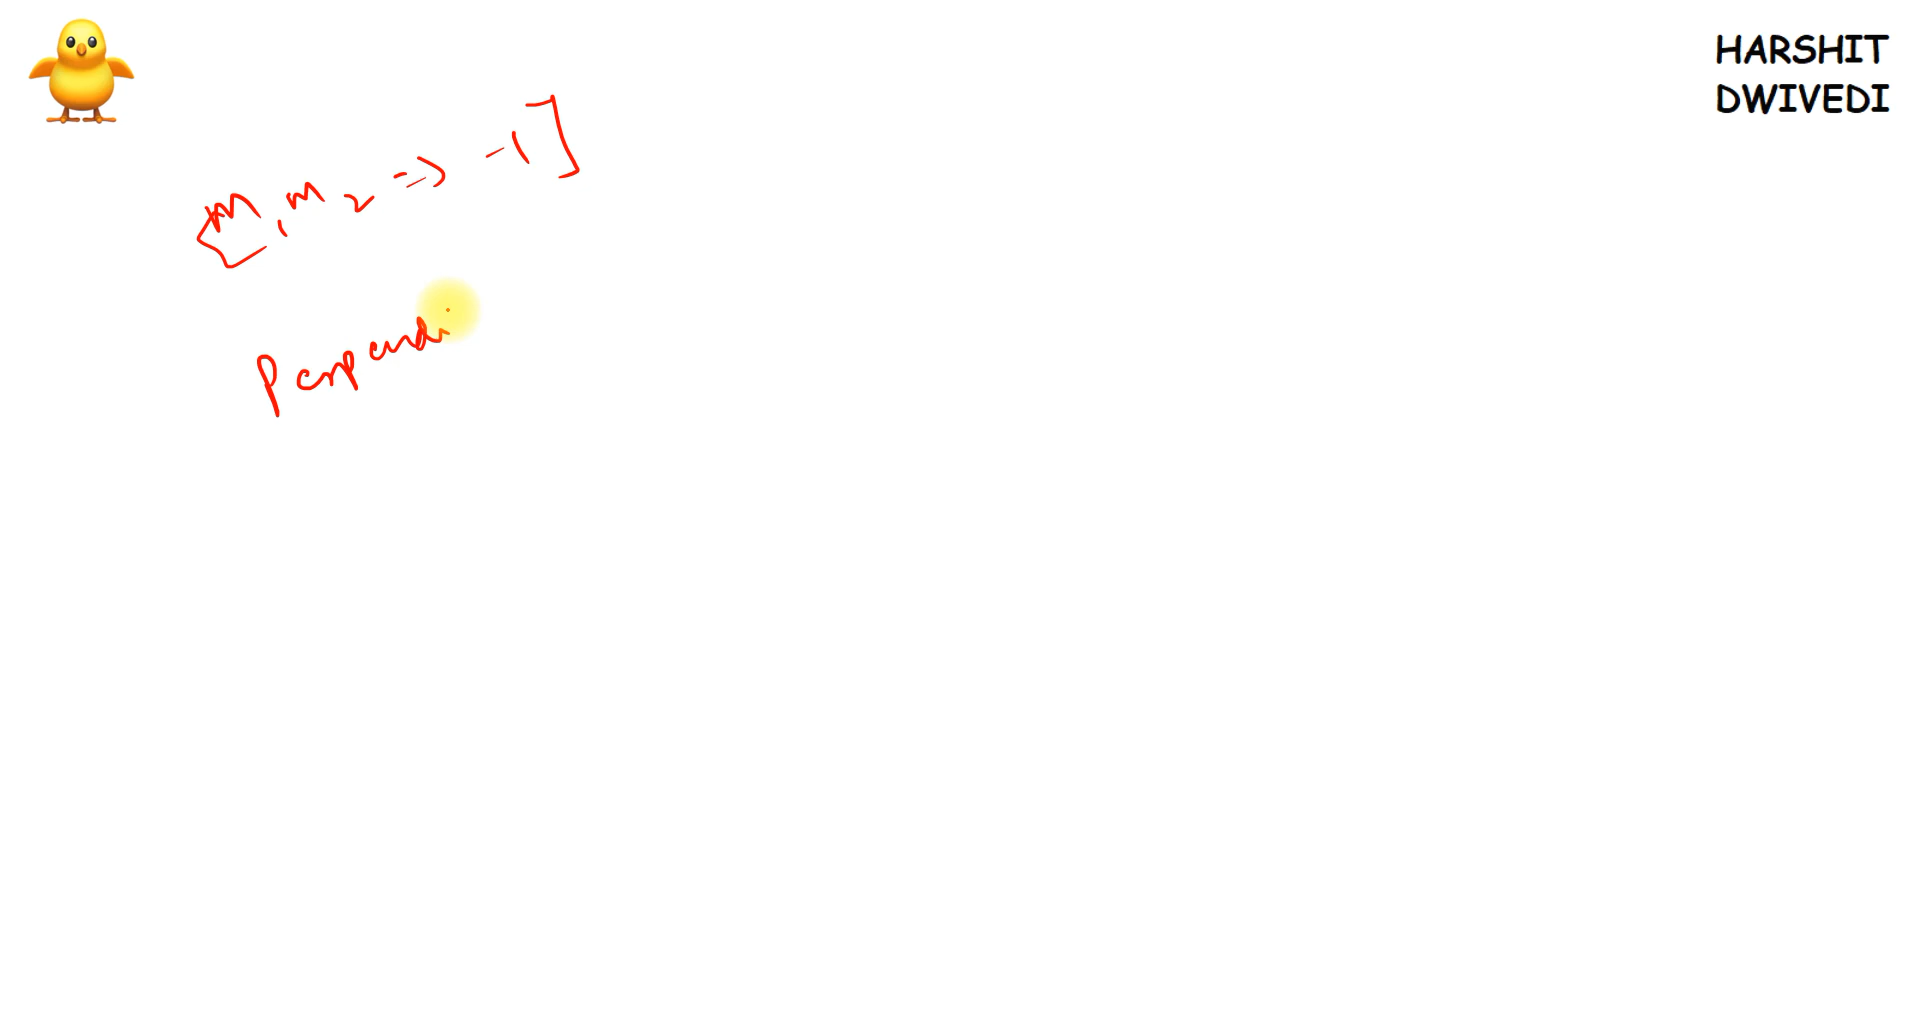 HARSHIT
DWIVEDI
[m₁m₂ => -1]
Perpendi